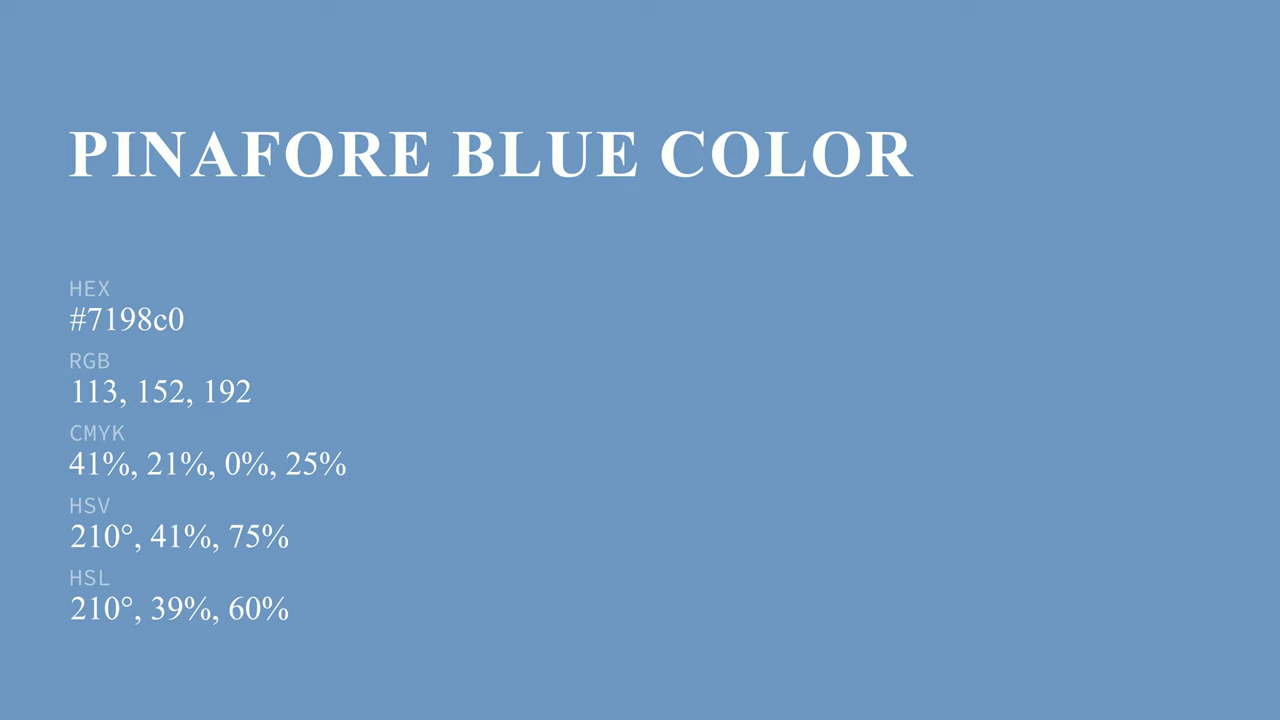 PINAFORE BLUE COLOR
HEX
#7198c0
RGB
113, 152, 192
CMYK
41%, 21%, 0%, 25%
HSV
210°, 41%, 75%
HSL
210°, 39%, 60%